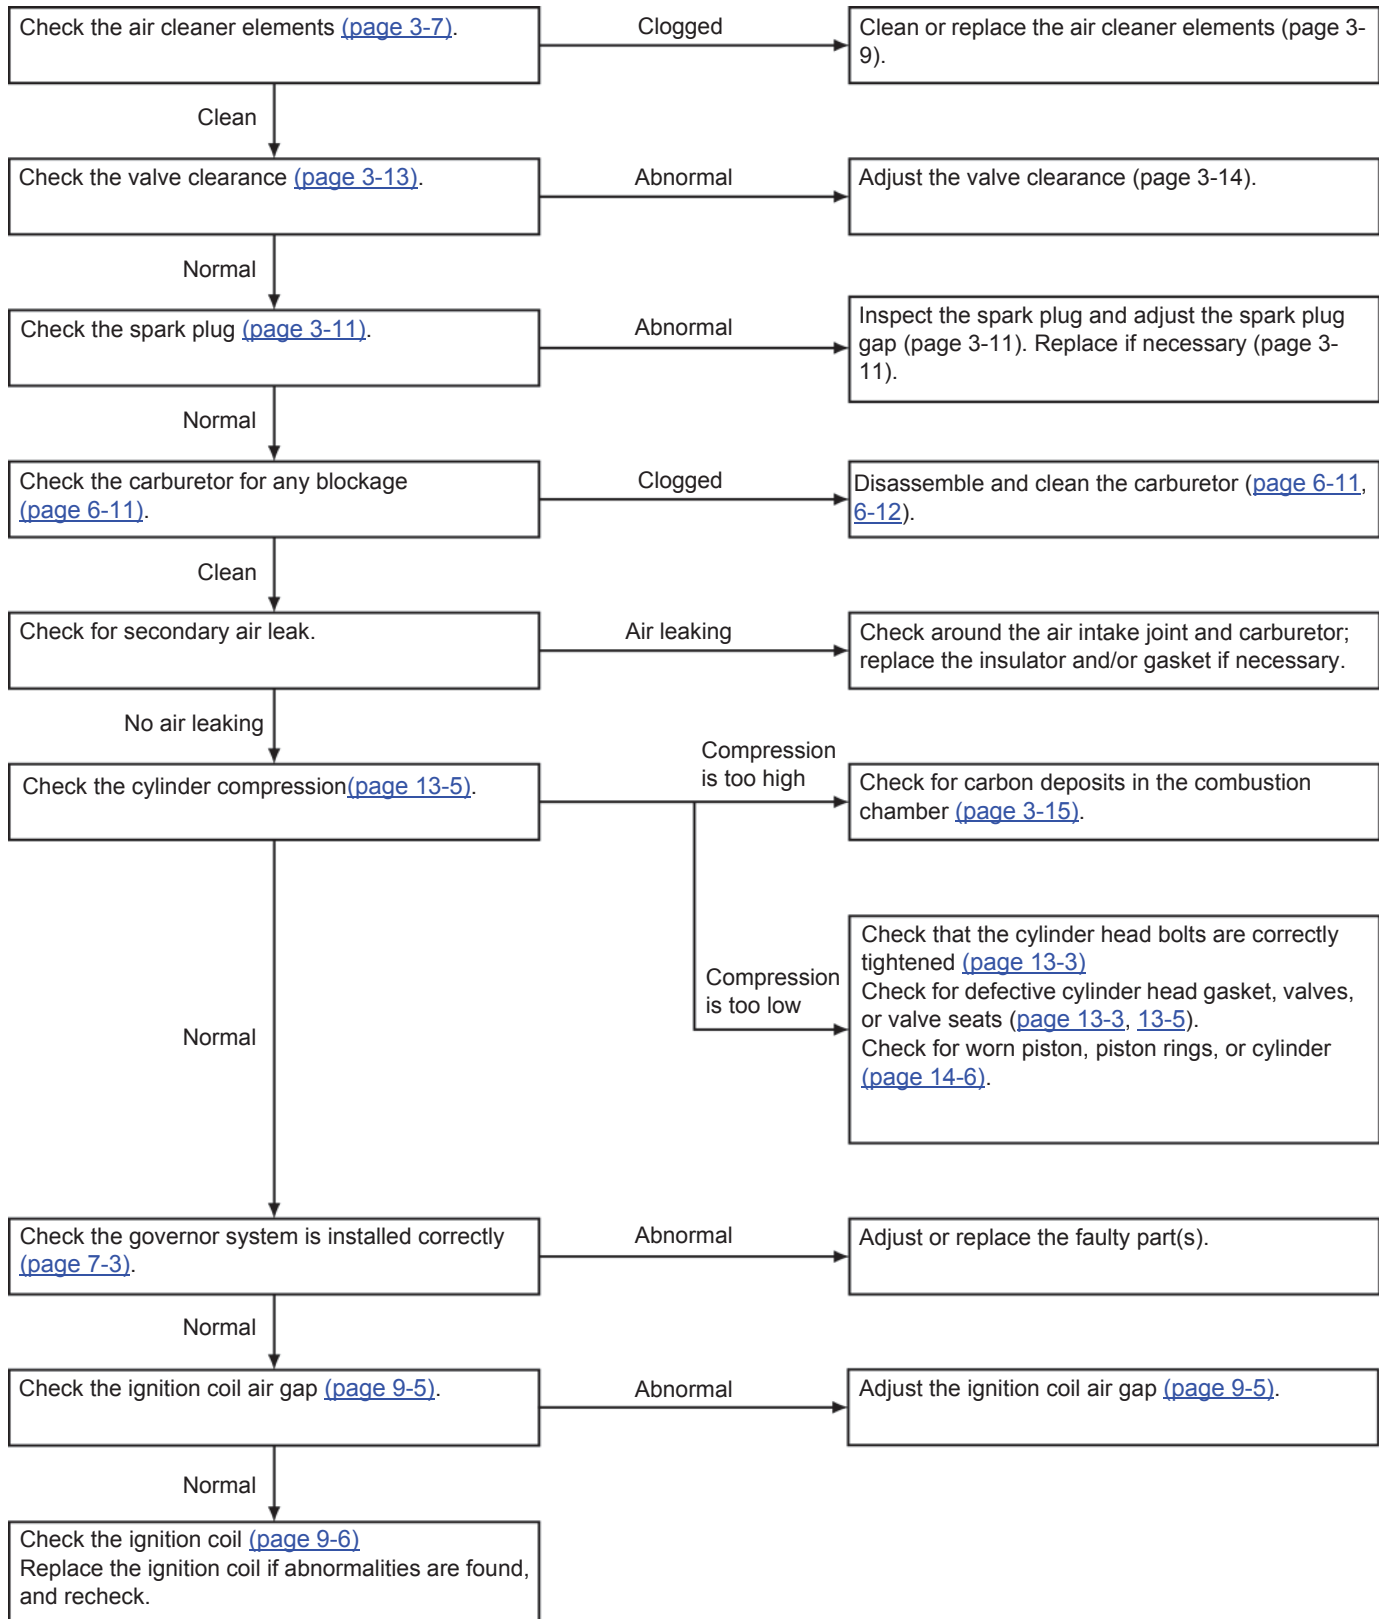 Check the air cleaner elements (page 3-7).
Clogged
Clean or replace the air cleaner elements (page 3-
9).
Clean
Check the valve clearance (page 3-13).
Abnormal
Adjust the valve clearance (page 3-14).
Normal
Check the spark plug (page 3-11).
Abnormal
Inspect the spark plug and adjust the spark plug
gap (page 3-11). Replace if necessary (page 3-
11).
Normal
Check the carburetor for any blockage
(page 6-11).
Clogged
Disassemble and clean the carburetor (page 6-11,
6-12).
Clean
Check for secondary air leak.
Air leaking
Check around the air intake joint and carburetor;
replace the insulator and/or gasket if necessary.
No air leaking
Check the cylinder compression(page 13-5).
Compression
is too high
Check for carbon deposits in the combustion
chamber (page 3-15).
Compression
is too low
Check that the cylinder head bolts are correctly
tightened (page 13-3)
Check for defective cylinder head gasket, valves,
or valve seats (page 13-3, 13-5).
Check for worn piston, piston rings, or cylinder
(page 14-6).
Normal
Check the governor system is installed correctly
(page 7-3).
Abnormal
Adjust or replace the faulty part(s).
Normal
Check the ignition coil air gap (page 9-5).
Abnormal
Adjust the ignition coil air gap (page 9-5).
Normal
Check the ignition coil (page 9-6)
Replace the ignition coil if abnormalities are found,
and recheck.